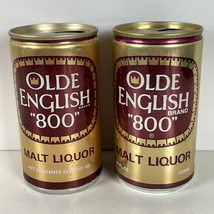 OLDE
ENGLISH
"800"
MALT LIQUOR
OLDE
ENGLISH
BRAND
"800"
MALT LIQUOR